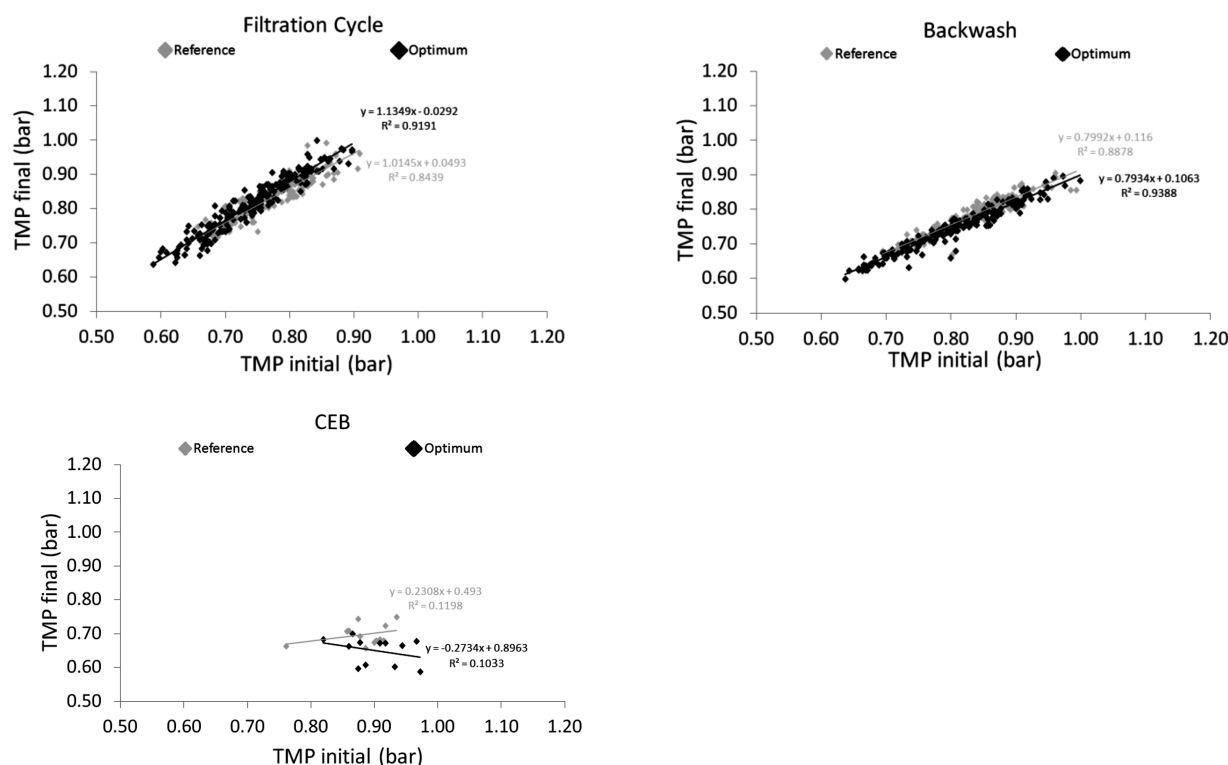 Filtration Cycle
Reference Optimum
1.20
1.10
1.00
0.90
0.80
0.70
0.60
0.50
TMP final (bar)
y = 1.1349x - 0.0292
R² = 0.9191
y = 1.0145x + 0.0493
R² = 0.8439
0.50 0.60 0.70 0.80 0.90 1.00 1.10 1.20
TMP initial (bar)
Backwash
Reference Optimum
1.20
1.10
1.00
0.90
0.80
0.70
0.60
0.50
TMP final (bar)
y = 0.7992x + 0.116
R² = 0.8878
y = 0.7934x + 0.1063
R² = 0.9388
0.50 0.60 0.70 0.80 0.90 1.00 1.10 1.20
TMP initial (bar)
CEB
Reference Optimum
1.20
1.10
1.00
0.90
0.80
0.70
0.60
0.50
TMP final (bar)
y = 0.2308x + 0.493
R² = 0.1198
y = -0.2734x + 0.8963
R² = 0.1033
0.50 0.60 0.70 0.80 0.90 1.00 1.10 1.20
TMP initial (bar)